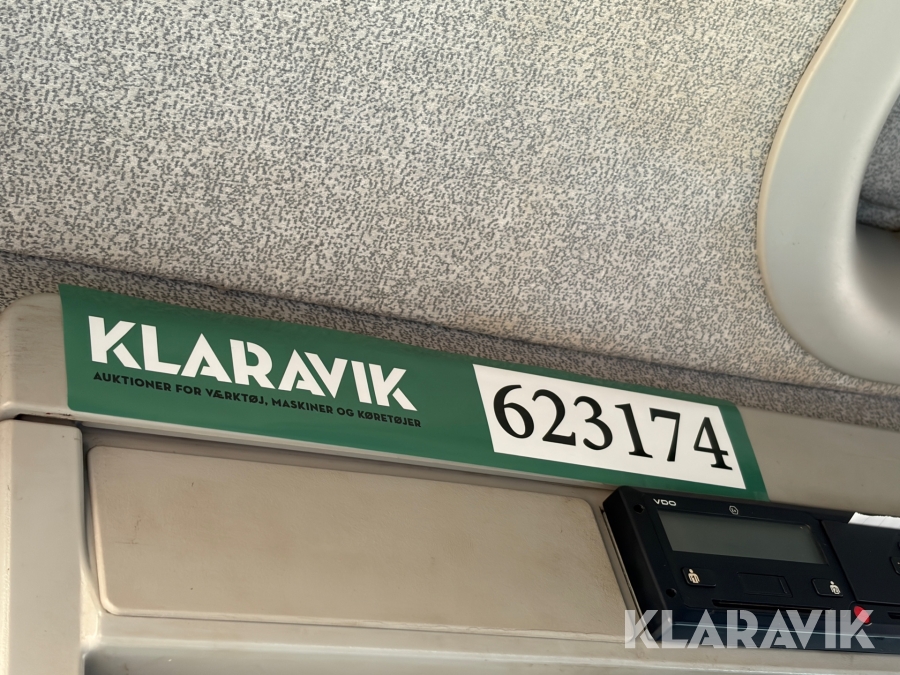 KLARAVIK
AUKTIONER FOR VÆRKTØJ, MASKINER OG KØRETØJER
623174
VDO
KLARAVIK